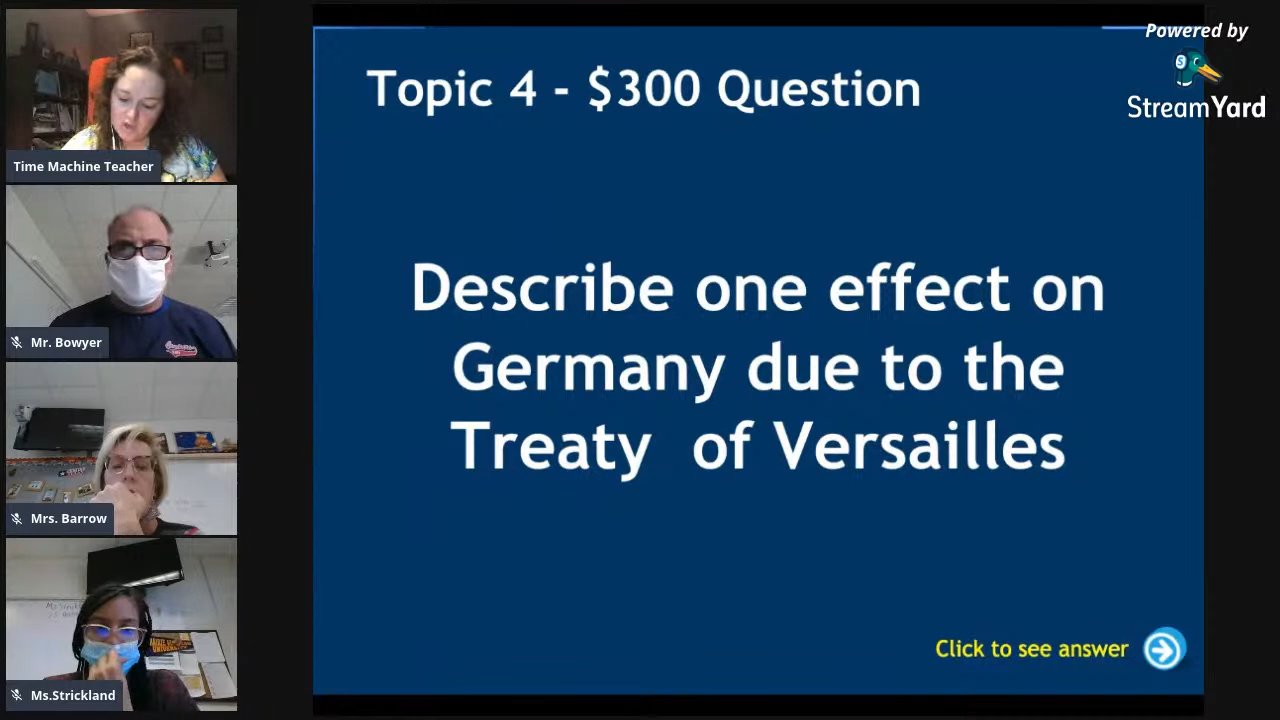 Powered by
StreamYard
Topic 4 - $300 Question
Describe one effect on
Germany due to the
Treaty  of Versailles
Click to see answer
Time Machine Teacher
Mr. Bowyer
Mrs. Barrow
Ms.Strickland